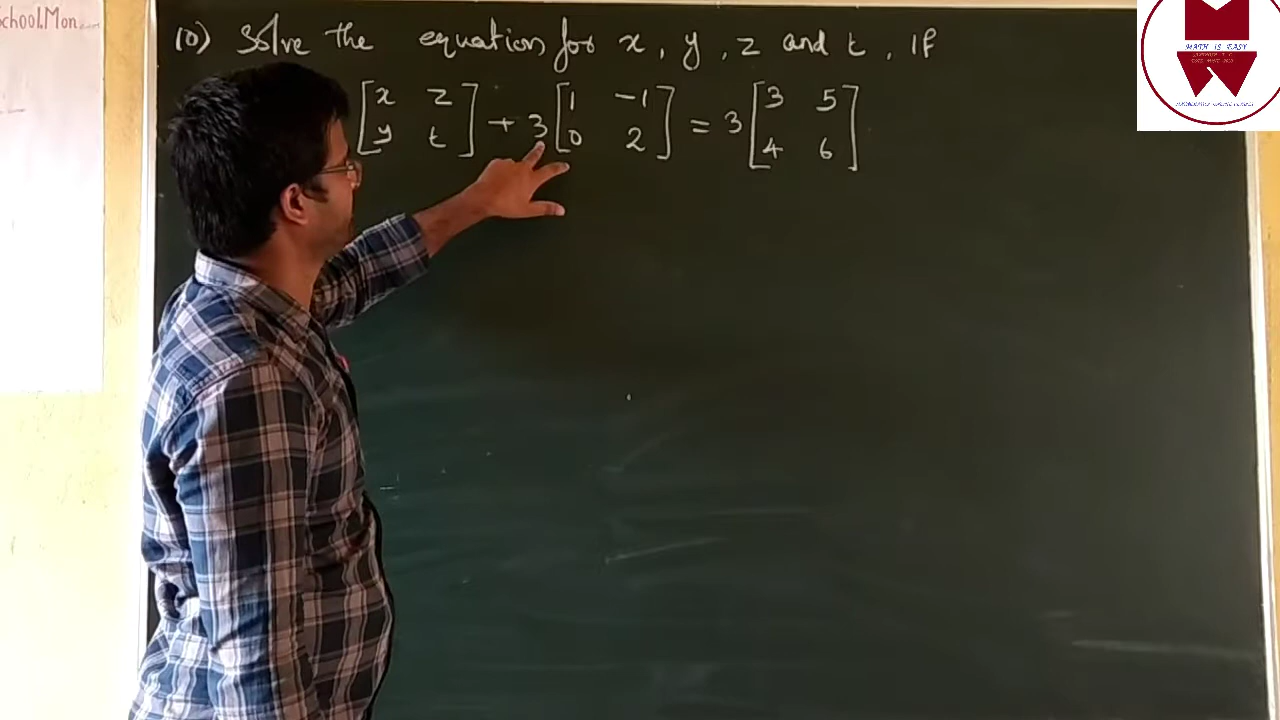 chool.Mon
10) Solve the equation for x, y, z and t, if
[x z] + 3 [1 -1] = 3 [3 5]
[y t] [0 2] [4 6]
MATH IS EASY